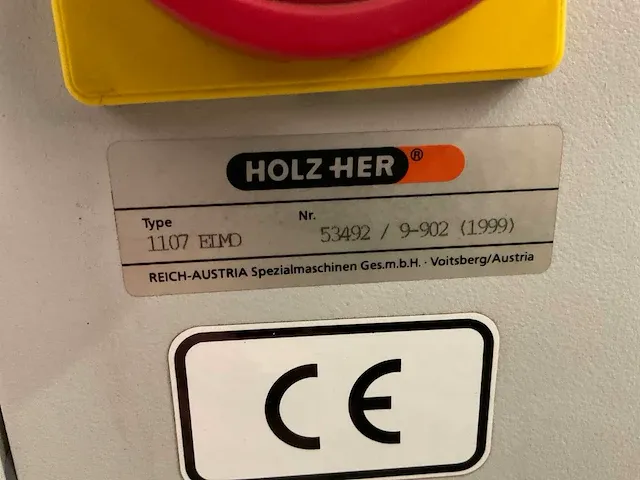 HOLZ-HER ®
Type Nr.
1107 EIMO 53492 / 9-902 (1999)
REICH-AUSTRIA Spezialmaschinen Ges.m.b.H. · Voitsberg/Austria
CE